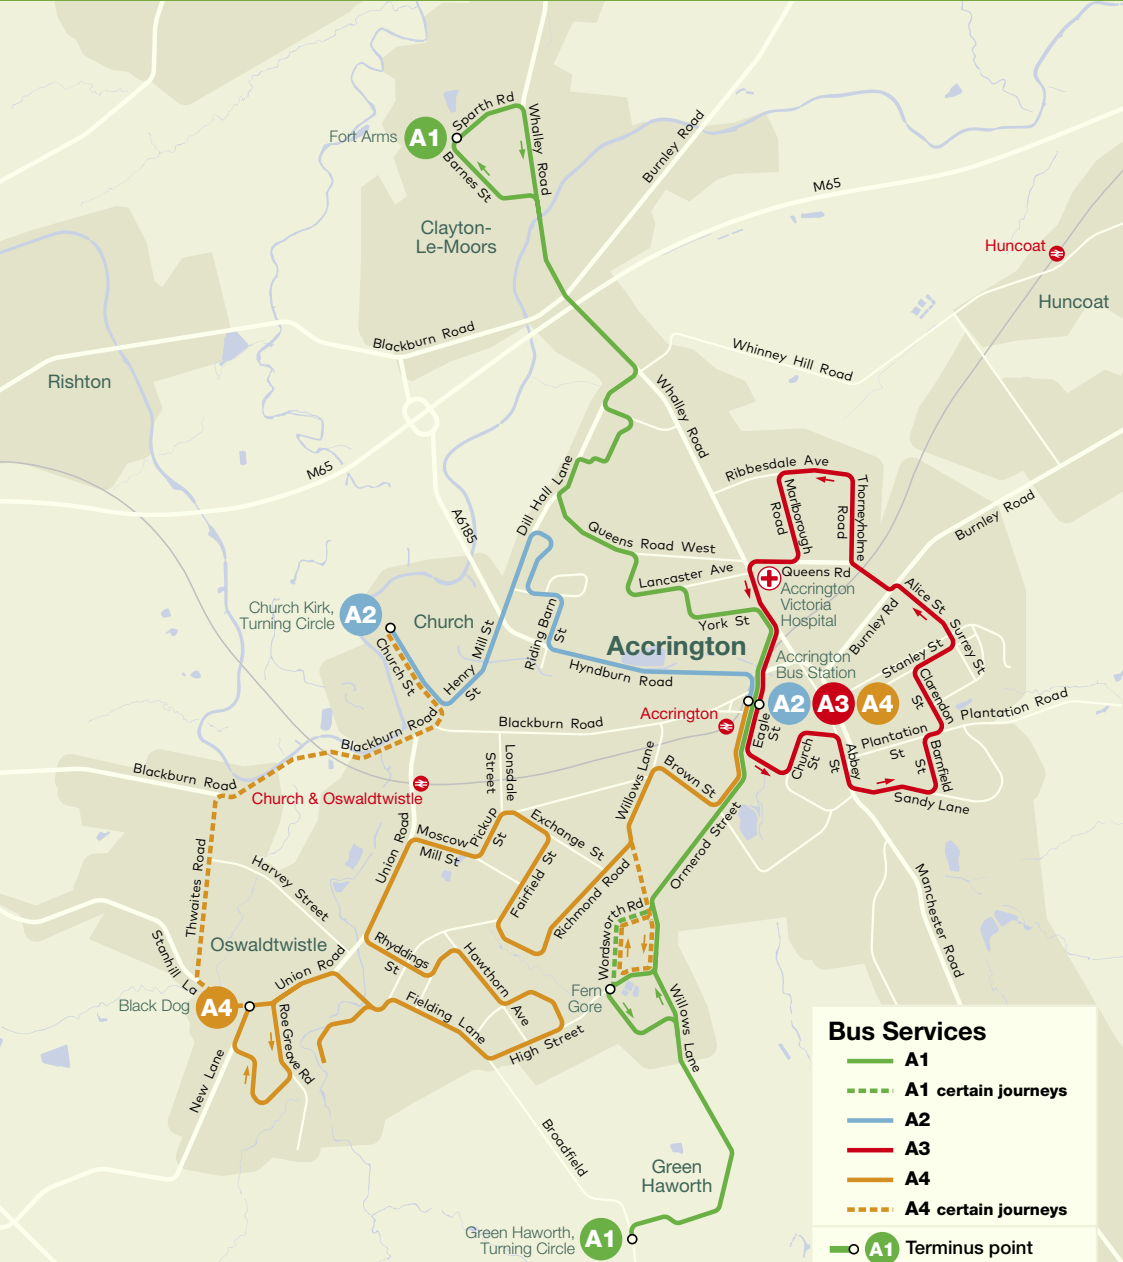 Sparth Rd
Fort Arms
A1
Whalley Road
Barnes St
Burnley Road
M65
Clayton-
Le-Moors
Huncoat
Huncoat
Blackburn Road
Rishton
Whinney Hill Road
Whalley Road
M65
Dill Hall Lane
Ribbesdale Ave
Marlborough
Road
Thorneyholme
Road
Burnley Road
A6185
Queens Road West
Lancaster Ave
Queens Rd
Accrington
Victoria
Hospital
Alice St
Church Kirk,
Turning Circle
A2
Church
York St
Burnley Rd
Surrey St
Stanley St
Church St
Henry Mill St
St
Riding Barn
St
Accrington
Accrington
Bus Station
Hyndburn Road
Clarendon
St
A2
A3
A4
Blackburn Road
Accrington
Eagle
St
Plantation Road
Plantation
St
Blackburn Road
Church
St
Abbey
St
Barnfield
St
Blackburn Road
Lonsdale
Street
Willows Lane
Brown St
Sandy Lane
Church & Oswaldtwistle
Union Road
Moscow
Mill St
Pickup
St
Exchange St
Ormerod Street
Thwaites Road
Harvey Street
Fairfield St
Richmond Road
Manchester Road
Stanhill La
Oswaldtwistle
Rhyddings
St
Wordsworth Rd
Union Road
Hawthorn
Ave
Black Dog
A4
Fern
Gore
Fielding Lane
Roe Greave Rd
High Street
Willows Lane
New Lane
Broadfield
Green
Haworth
Green Haworth,
Turning Circle
A1
Bus Services
A1
A1 certain journeys
A2
A3
A4
A4 certain journeys
A1 Terminus point